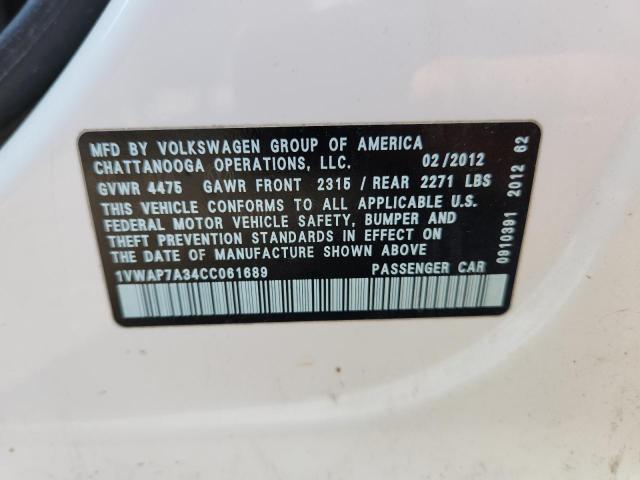 MFD BY VOLKSWAGEN GROUP OF AMERICA
CHATTANOOGA OPERATIONS, LLC. 02/2012
GVWR 4475 GAWR FRONT 2315 / REAR 2271 LBS
THIS VEHICLE CONFORMS TO ALL APPLICABLE U.S.
FEDERAL MOTOR VEHICLE SAFETY, BUMPER AND
THEFT PREVENTION STANDARDS IN EFFECT ON
THE DATE OF MANUFACTURE SHOWN ABOVE
1VWAP7A34CC061689 PASSENGER CAR
0910391 2012 62